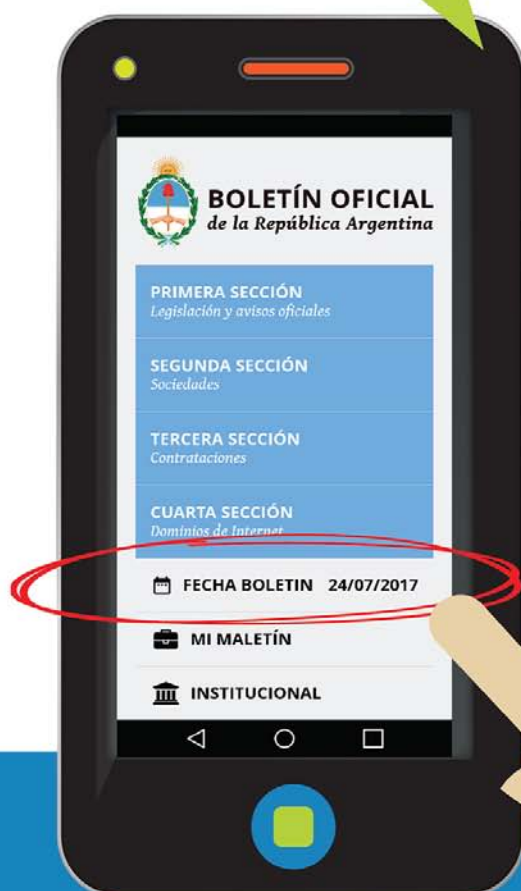 BOLETÍN OFICIAL
de la República Argentina
PRIMERA SECCIÓN
Legislación y avisos oficiales
SEGUNDA SECCIÓN
Sociedades
TERCERA SECCIÓN
Contrataciones
CUARTA SECCIÓN
Dominios de Internet
FECHA BOLETIN 24/07/2017
MI MALETÍN
INSTITUCIONAL